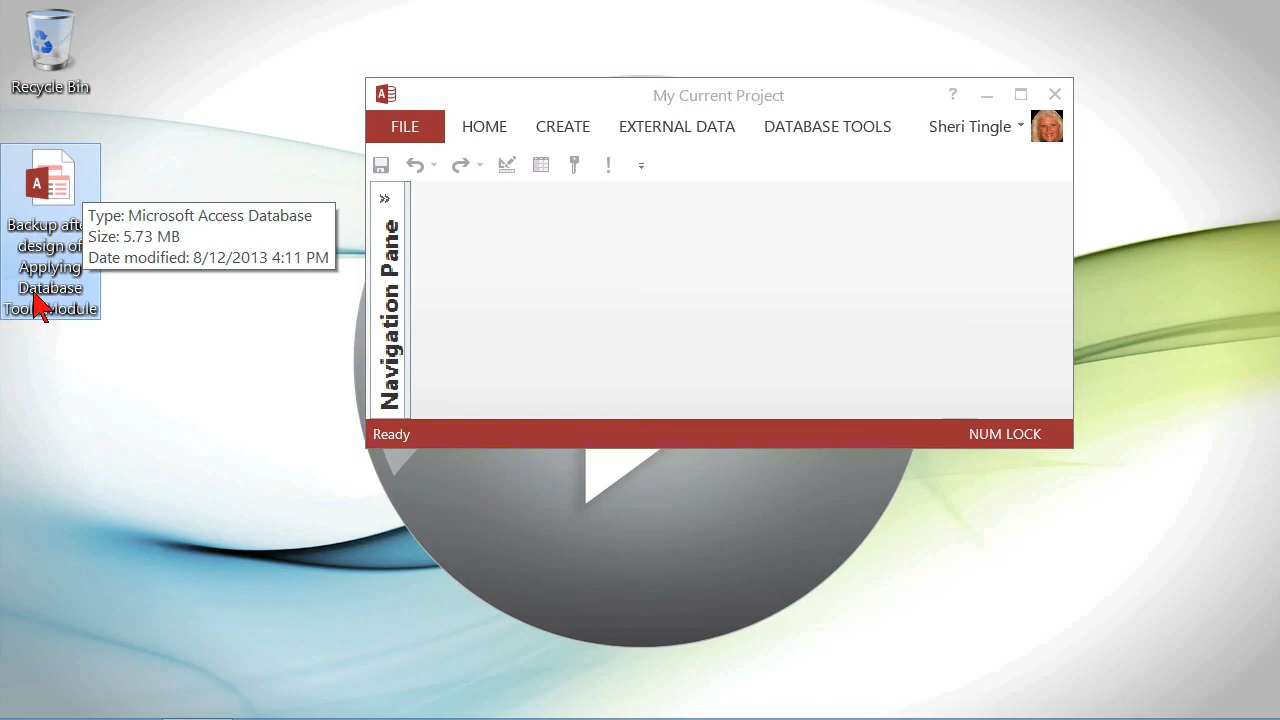 Recycle Bin
Backup aft
design of
Applying
Database
Tool Module
Type: Microsoft Access Database
Size: 5.73 MB
Date modified: 8/12/2013 4:11 PM
My Current Project
?
FILE HOME CREATE EXTERNAL DATA DATABASE TOOLS Sheri Tingle
Navigation Pane
Ready NUM LOCK